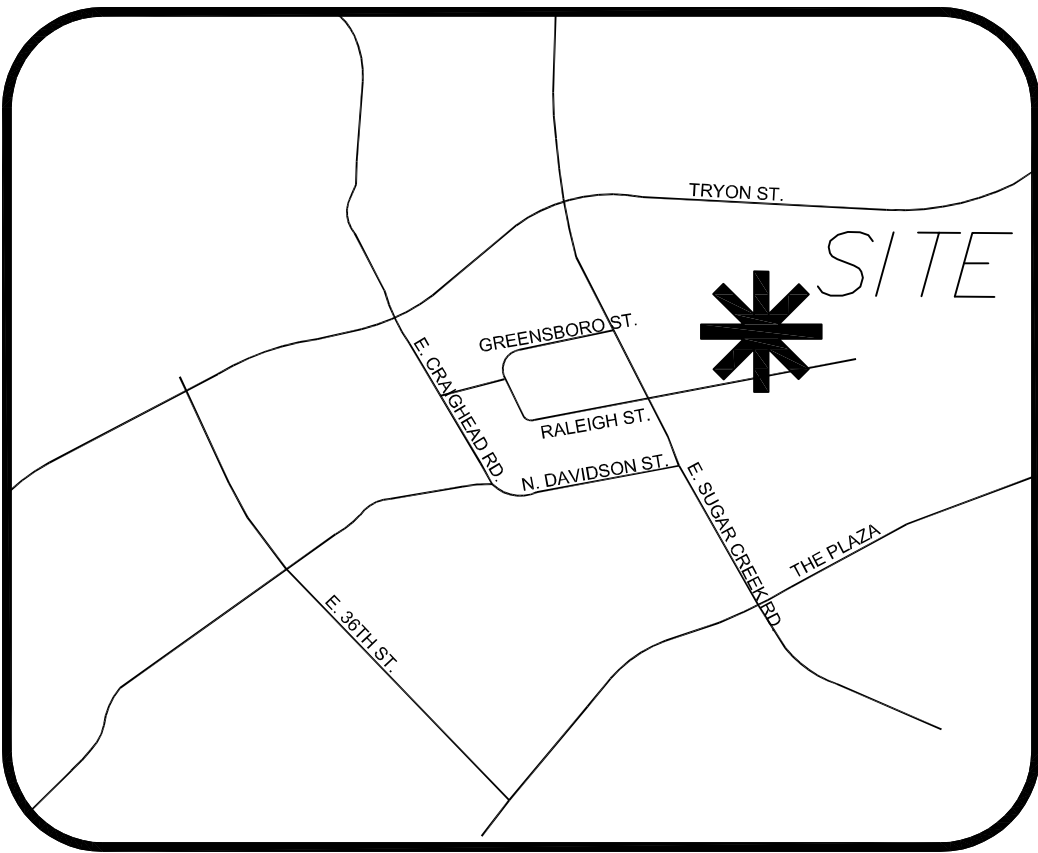 TRYON ST.
SITE
GREENSBORO ST.
E. CRAIGHEAD RD.
RALEIGH ST.
N. DAVIDSON ST.
E. SUGAR CREEK RD
THE PLAZA
E. 36TH ST.